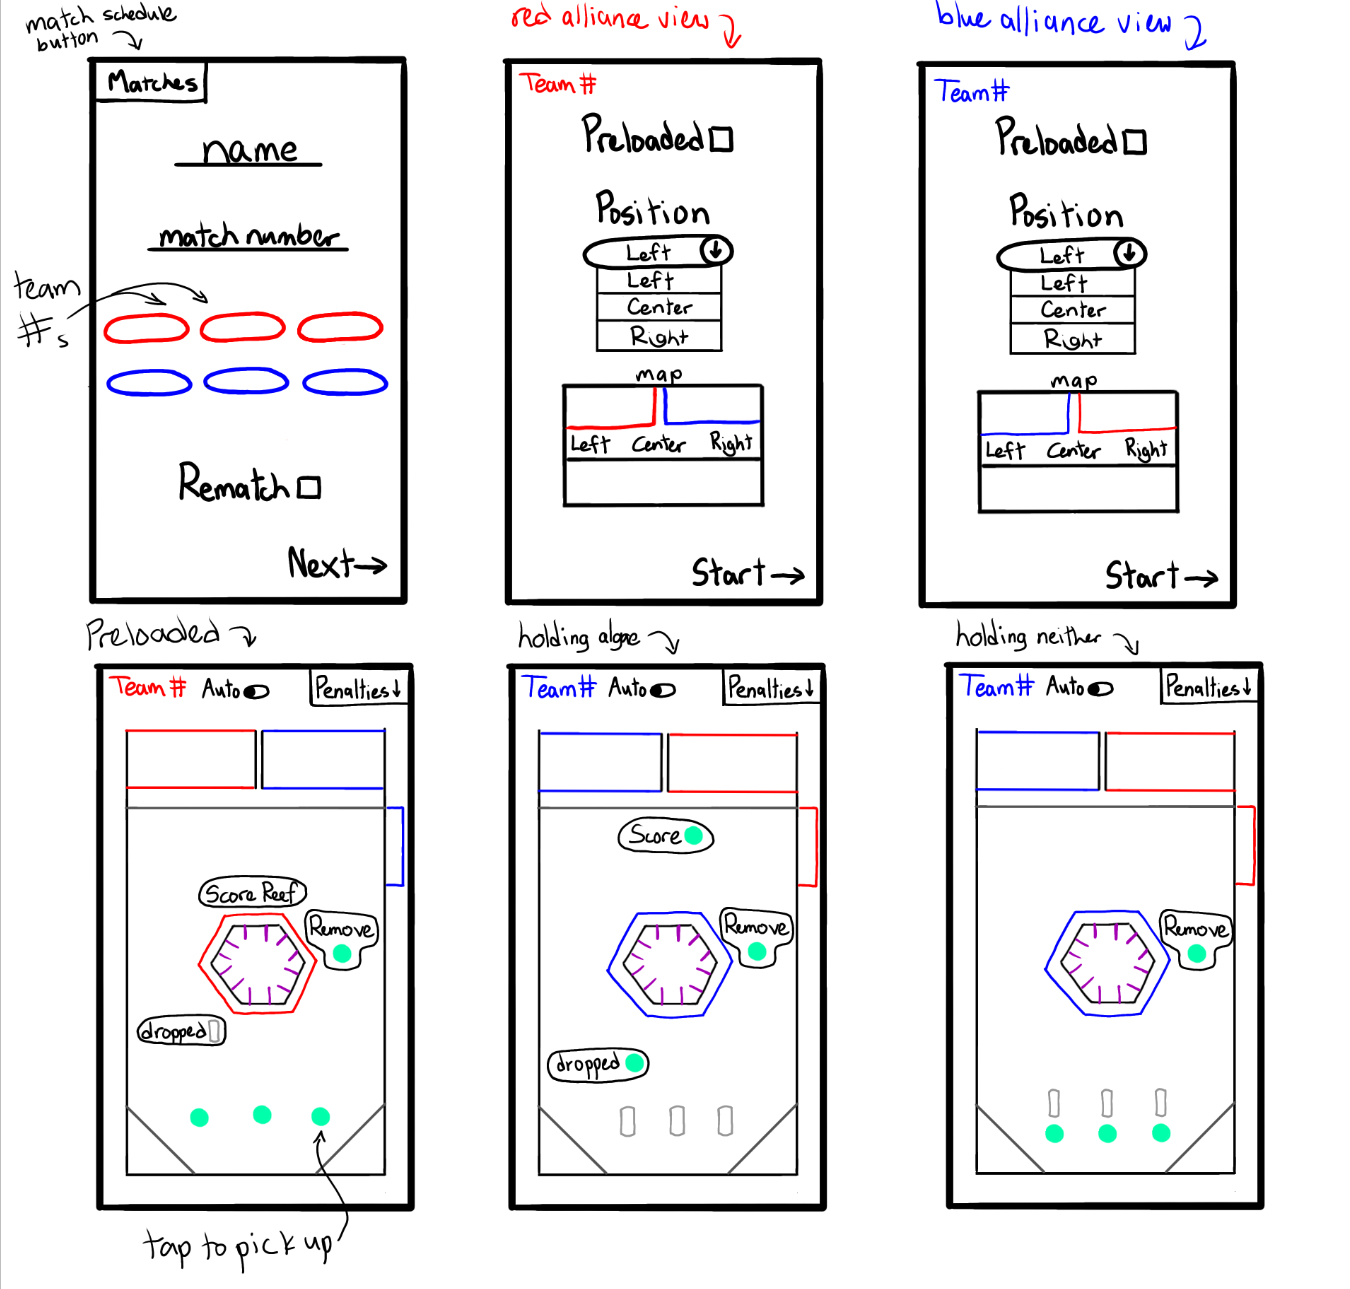 match schedule
button
Matches
name
match number
team
#s
Rematch
Next→
red alliance view
Team#
Preloaded
Position
Left
Left
Center
Right
map
Left Center Right
Start→
blue alliance view
Team#
Preloaded
Position
Left
Left
Center
Right
map
Left Center Right
Start→
Preloaded
Team# Auto Penalties↓
Score Reef
Remove
dropped
tap to pick up
holding algae
Team# Auto Penalties↓
Score
Remove
dropped
holding neither
Team# Auto Penalties↓
Remove